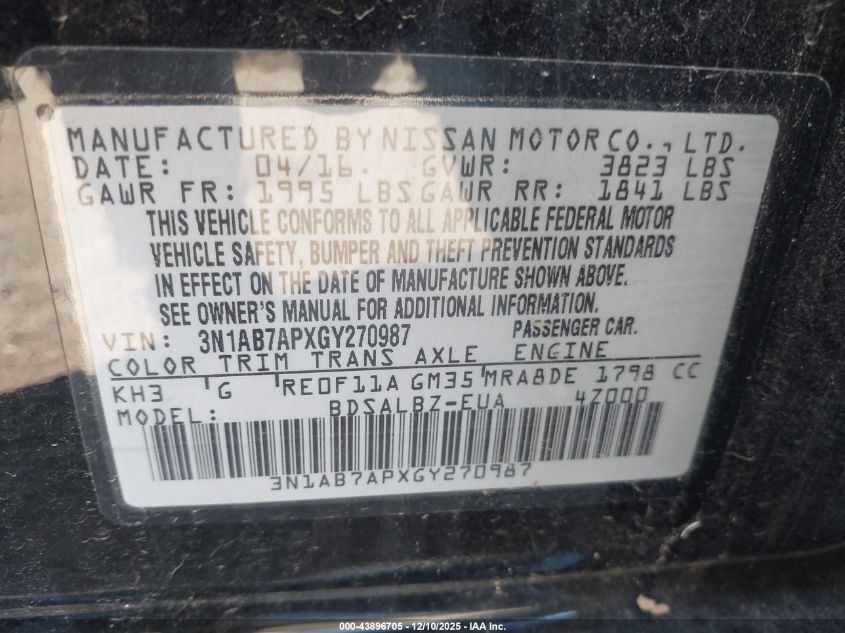 MANUFACTURED BY NISSAN MOTOR CO., LTD.
DATE: 04/16. GVWR: 3823 LBS
GAWR FR: 1995 LBS GAWR RR: 1841 LBS
THIS VEHICLE CONFORMS TO ALL APPLICABLE FEDERAL MOTOR
VEHICLE SAFETY, BUMPER AND THEFT PREVENTION STANDARDS
IN EFFECT ON THE DATE OF MANUFACTURE SHOWN ABOVE.
SEE OWNER'S MANUAL FOR ADDITIONAL INFORMATION.
VIN: 3N1AB7APXGY270987 PASSENGER CAR.
COLOR TRIM TRANS AXLE ENGINE
KH3 G RE0F11A GM35 MRA8DE 1798 CC
MODEL: BDSALBZ-EUA 47000
3N1AB7APXGY270987
000-43896705 - 12/10/2025 - IAA Inc.